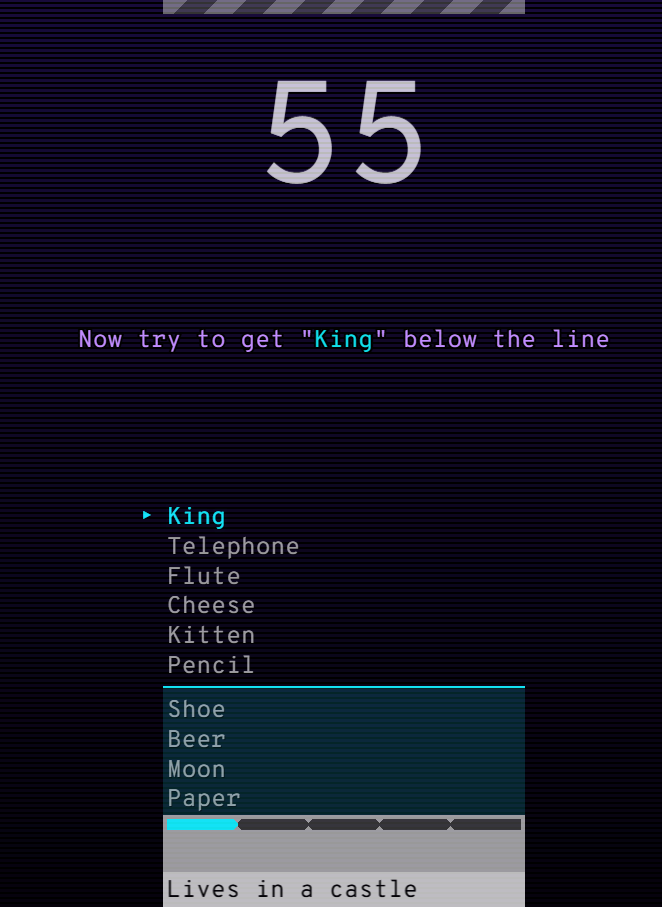 55
Now try to get "King" below the line
▸ King
Telephone
Flute
Cheese
Kitten
Pencil
Shoe
Beer
Moon
Paper
Lives in a castle